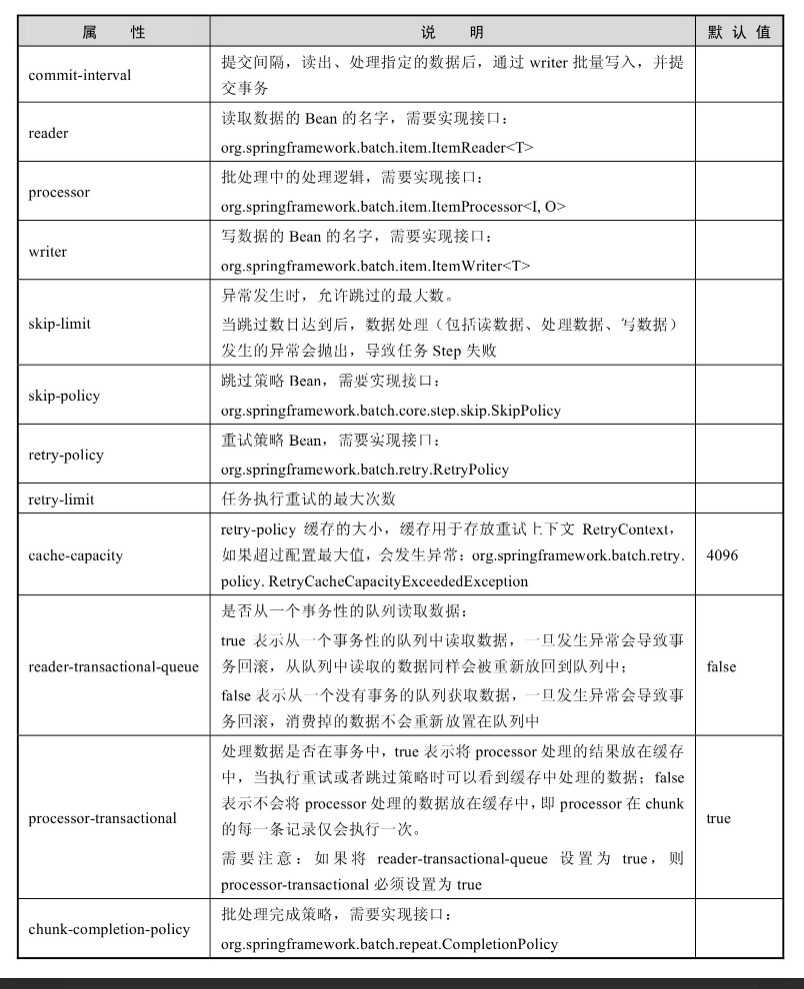 属 性 说 明 默 认 值
commit-interval
提交间隔，读出、处理指定的数据后，通过 writer 批量写入，并提
交事务
reader
读取数据的 Bean 的名字，需要实现接口：
org.springframework.batch.item.ItemReader<T>
processor
批处理中的处理逻辑，需要实现接口：
org.springframework.batch.item.ItemProcessor<I, O>
writer
写数据的 Bean 的名字，需要实现接口：
org.springframework.batch.item.ItemWriter<T>
skip-limit
异常发生时，允许跳过的最大数。
当跳过数目达到后，数据处理（包括读数据、处理数据、写数据）
发生的异常会抛出，导致任务 Step 失败
skip-policy
跳过策略 Bean，需要实现接口：
org.springframework.batch.core.step.skip.SkipPolicy
retry-policy
重试策略 Bean，需要实现接口：
org.springframework.batch.retry.RetryPolicy
retry-limit 任务执行重试的最大次数
cache-capacity
retry-policy 缓存的大小，缓存用于存放重试上下文 RetryContext，
如果超过配置最大值，会发生异常：org.springframework.batch.retry.
policy. RetryCacheCapacityExceededException
4096
reader-transactional-queue
是否从一个事务性的队列读取数据：
true 表示从一个事务性的队列中读取数据，一旦发生异常会导致事
务回滚，从队列中读取的数据同样会被重新放回到队列中；
false 表示从一个没有事务的队列获取数据，一旦发生异常会导致事
务回滚，消费掉的数据不会重新放置在队列中
false
processor-transactional
处理数据是否在事务中，true 表示将 processor 处理的结果放在缓存
中，当执行重试或者跳过策略时可以看到缓存中处理的数据；false
表示不会将 processor 处理的数据放在缓存中，即 processor 在 chunk
的每一条记录仅会执行一次。
需要注意：如果将 reader-transactional-queue 设置为 true，则
processor-transactional 必须设置为 true
true
chunk-completion-policy
批处理完成策略，需要实现接口：
org.springframework.batch.repeat.CompletionPolicy